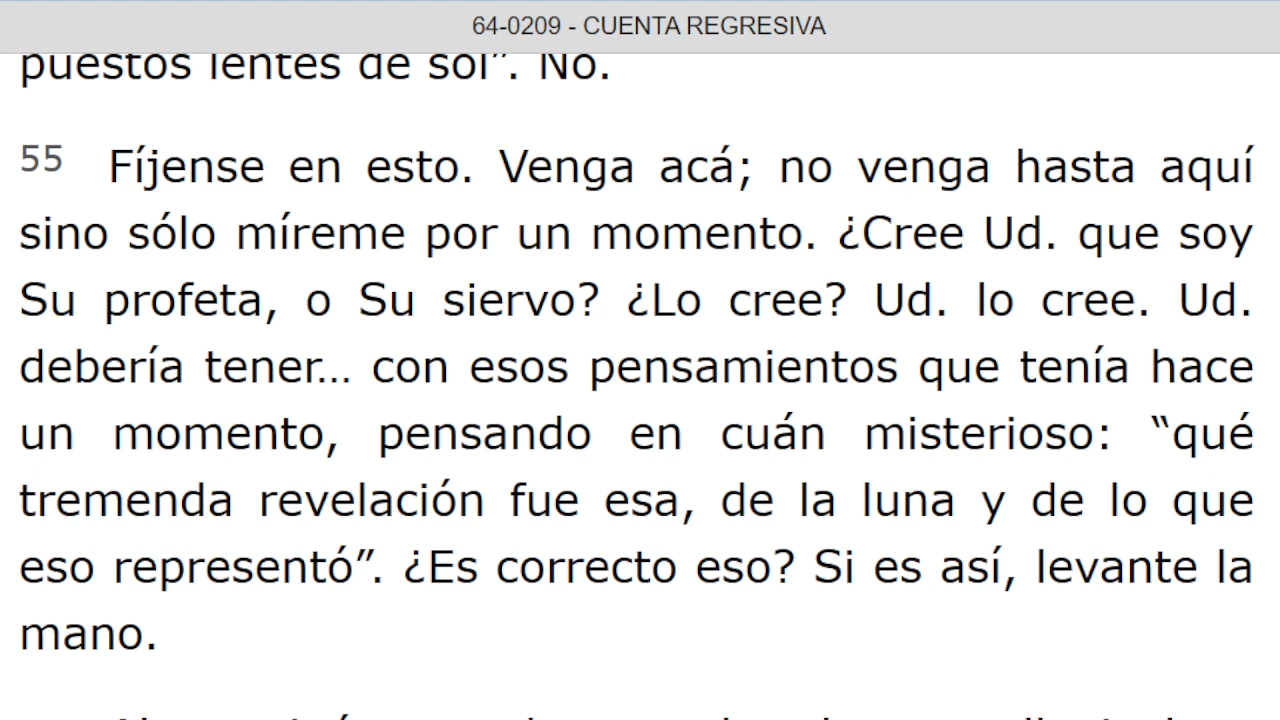 64-0209 - CUENTA REGRESIVA
puestos lentes de sol”. No.
55 Fíjense en esto. Venga acá; no venga hasta aquí
sino sólo míreme por un momento. ¿Cree Ud. que soy
Su profeta, o Su siervo? ¿Lo cree? Ud. lo cree. Ud.
debería tener… con esos pensamientos que tenía hace
un momento, pensando en cuán misterioso: “qué
tremenda revelación fue esa, de la luna y de lo que
eso representó”. ¿Es correcto eso? Si es así, levante la
mano.